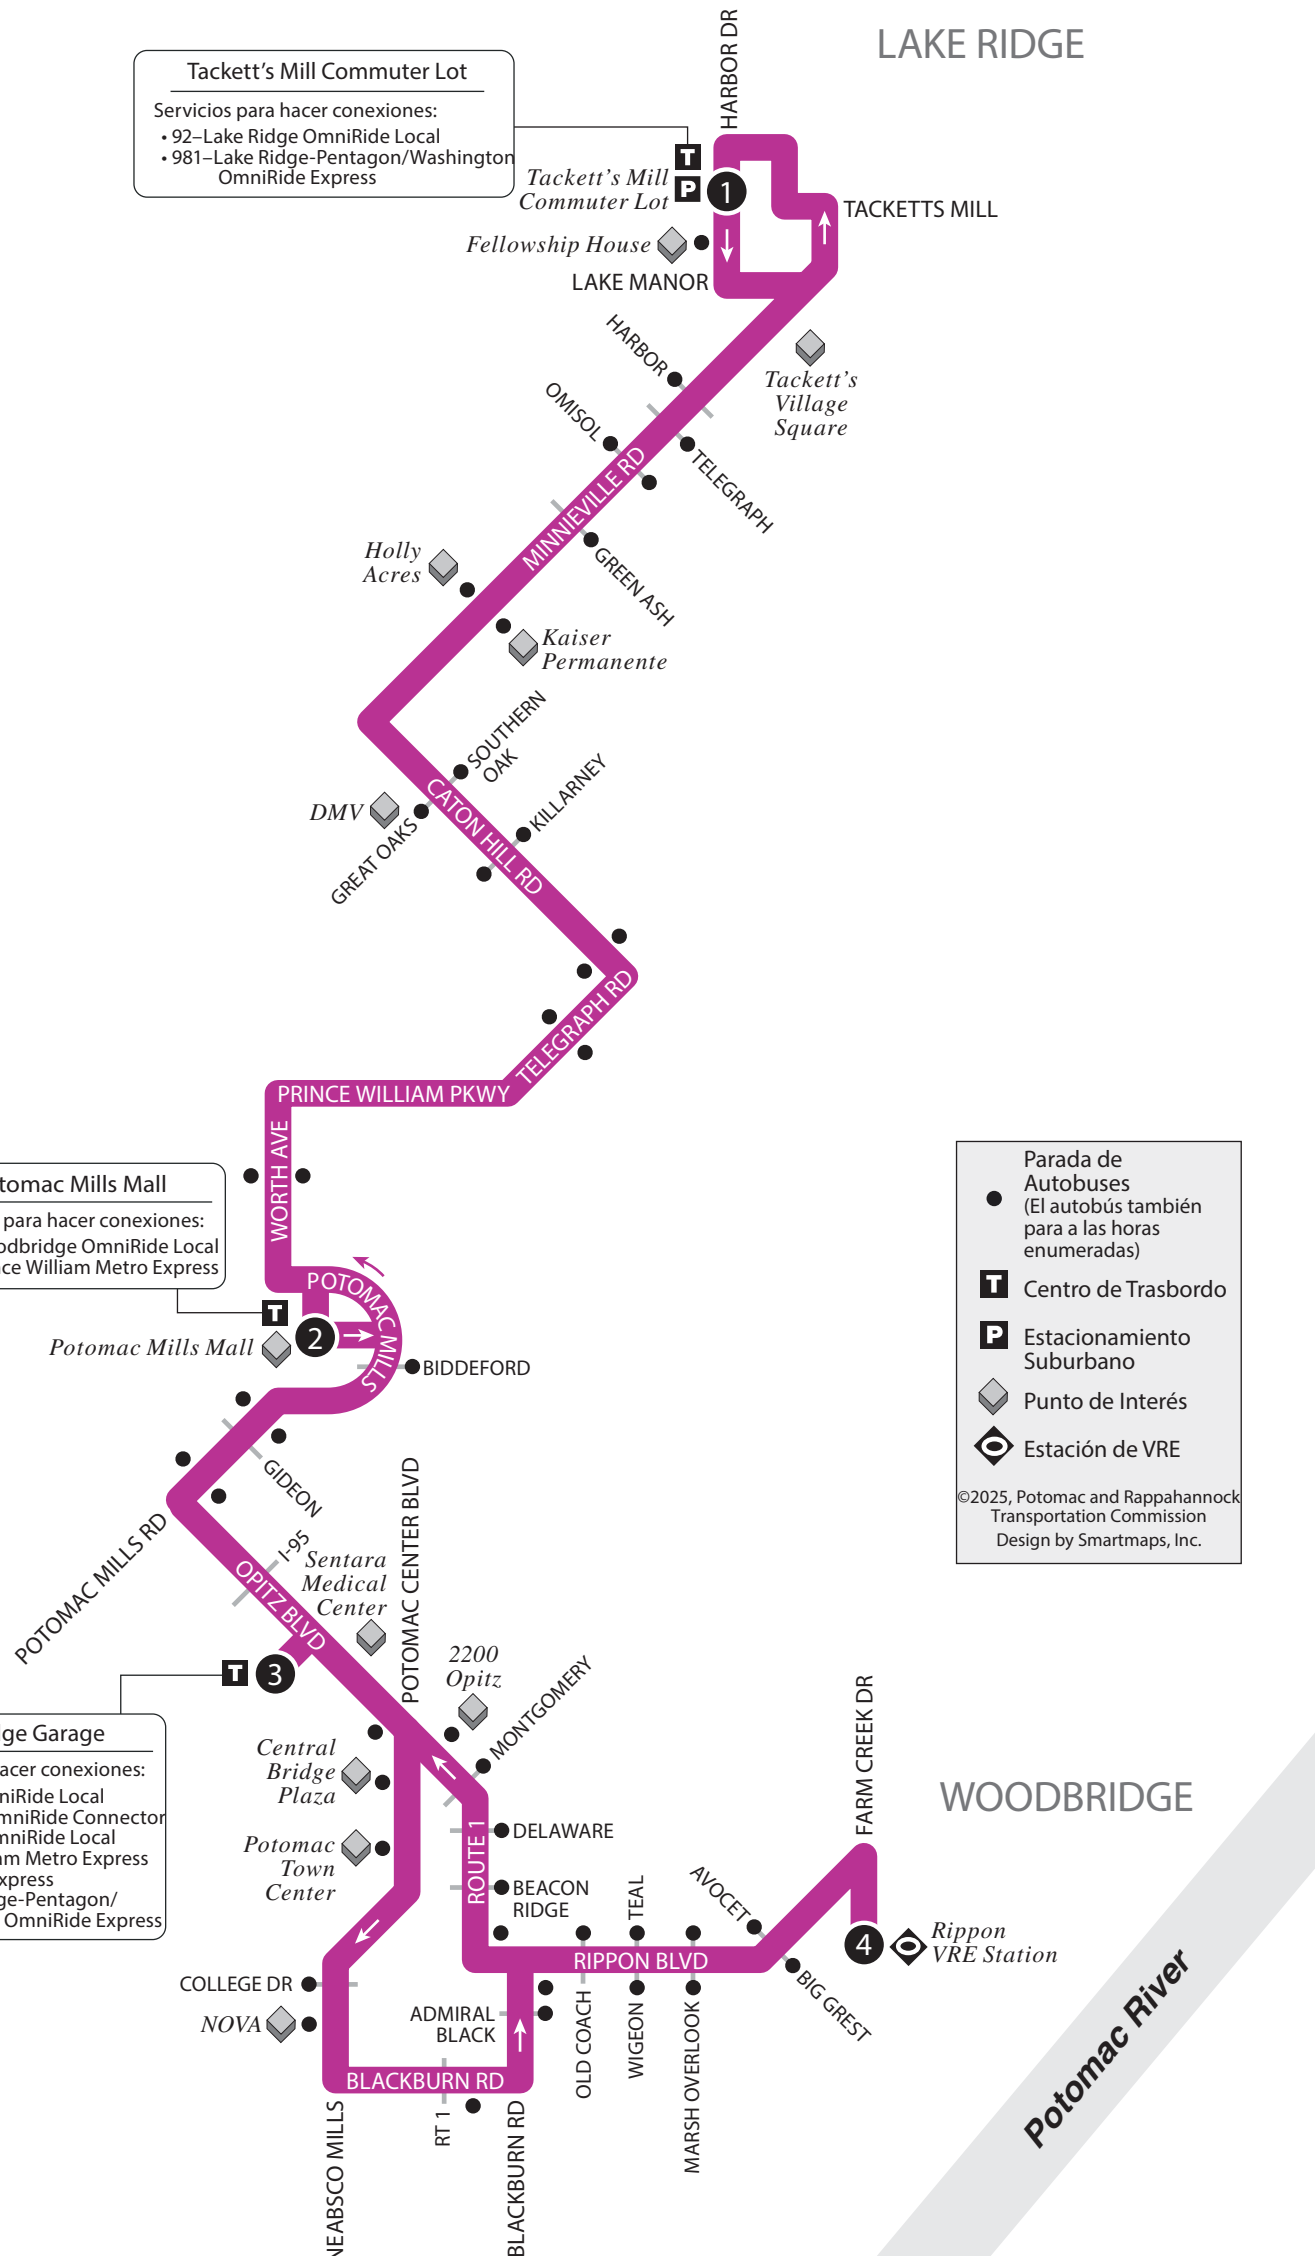 LAKE RIDGE
HARBOR DR
Tackett's Mill Commuter Lot
Servicios para hacer conexiones:
• 92–Lake Ridge OmniRide Local
• 981–Lake Ridge-Pentagon/Washington
OmniRide Express
T
P
1
Tackett's Mill
Commuter Lot
TACKETTS MILL
Fellowship House
LAKE MANOR
HARBOR
Tackett's
Village
Square
OMISOL
TELEGRAPH
MINNIEVILLE RD
GREEN ASH
Holly
Acres
Kaiser
Permanente
SOUTHERN
OAK
KILLARNEY
DMV
GREAT OAKS
CATON HILL RD
TELEGRAPH RD
PRINCE WILLIAM PKWY
WORTH AVE
tomac Mills Mall
para hacer conexiones:
odbridge OmniRide Local
nce William Metro Express
POTOMAC MILLS
T
2
Potomac Mills Mall
BIDDEFORD
GIDEON
POTOMAC MILLS RD
I-95
OPITZ BLVD
Sentara
Medical
Center
POTOMAC CENTER BLVD
T
3
2200
Opitz
MONTGOMERY
dge Garage
acer conexiones:
niRide Local
mniRide Connector
mniRide Local
am Metro Express
xpress
ge-Pentagon/
OmniRide Express
Central
Bridge
Plaza
Potomac
Town
Center
ROUTE 1
DELAWARE
BEACON
RIDGE
TEAL
AVOCET
FARM CREEK DR
WOODBRIDGE
4
Rippon
VRE Station
RIPPON BLVD
BIG GREST
COLLEGE DR
NOVA
ADMIRAL
BLACK
OLD COACH
WIGEON
MARSH OVERLOOK
BLACKBURN RD
RT 1
NEABSCO MILLS
BLACKBURN RD
Potomac River
Parada de
Autobuses
(El autobús también
para a las horas
enumeradas)
T
Centro de Trasbordo
P
Estacionamiento
Suburbano
Punto de Interés
Estación de VRE
©2025, Potomac and Rappahannock
Transportation Commission
Design by Smartmaps, Inc.